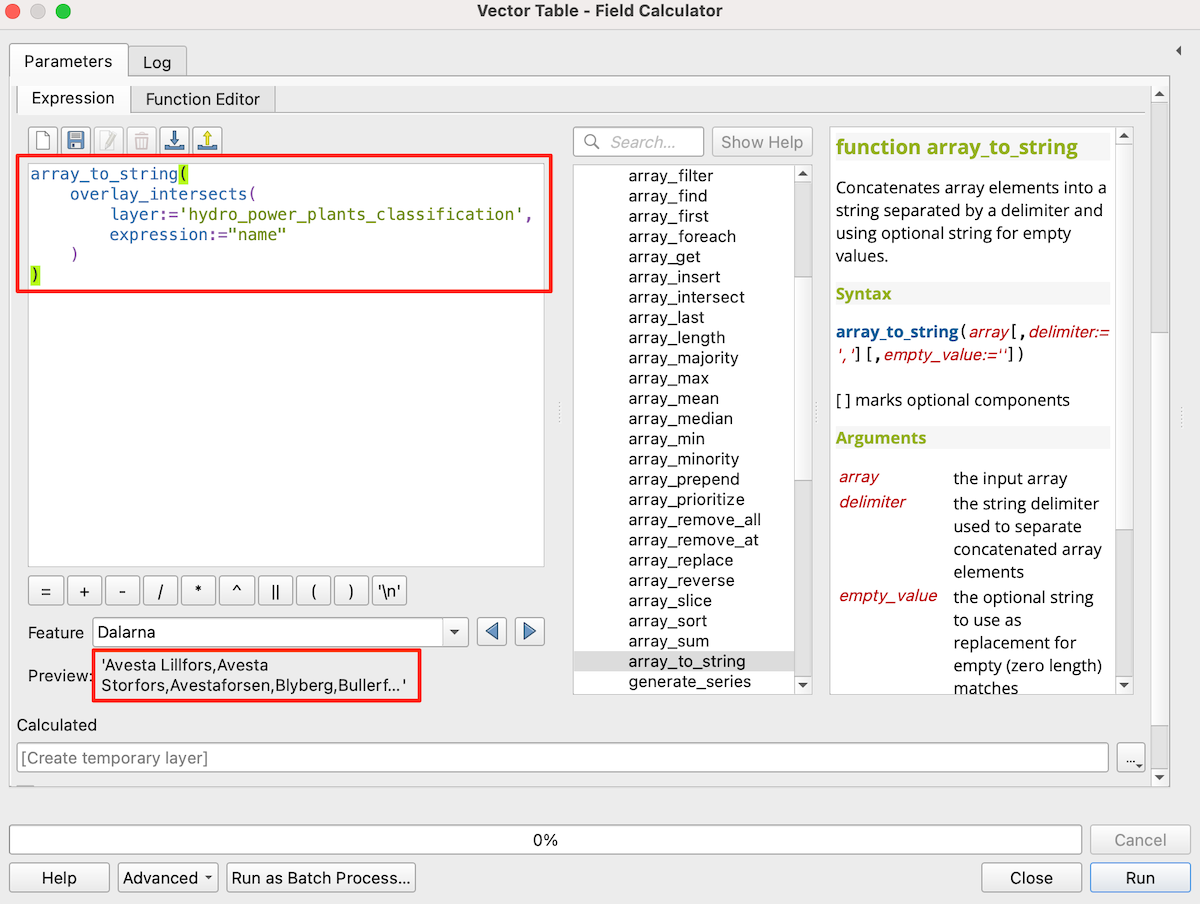 Vector Table - Field Calculator
Parameters
Log
Expression
Function Editor
array_to_string(
overlay_intersects(
layer:='hydro_power_plants_classification',
expression:="name"
)
)
=
+
-
/
*
^
||
(
)
'\n'
Feature
Dalarna
Preview:
'Avesta Lillfors,Avesta
Storfors,Avestaforsen,Blyberg,Bullerf...'
Search...
Show Help
array_filter
array_find
array_first
array_foreach
array_get
array_insert
array_intersect
array_last
array_length
array_majority
array_max
array_mean
array_median
array_min
array_minority
array_prepend
array_prioritize
array_remove_all
array_remove_at
array_replace
array_reverse
array_slice
array_sort
array_sum
array_to_string
generate_series
function array_to_string
Concatenates array elements into a
string separated by a delimiter and
using optional string for empty
values.
Syntax
array_to_string(array[,delimiter:=
','][,empty_value:=''])
[ ] marks optional components
Arguments
array the input array
delimiter the string delimiter
used to separate
concatenated array
elements
empty_value the optional string
to use as
replacement for
empty (zero length)
matches
Calculated
[Create temporary layer]
...
0%
Cancel
Help
Advanced
Run as Batch Process...
Close
Run